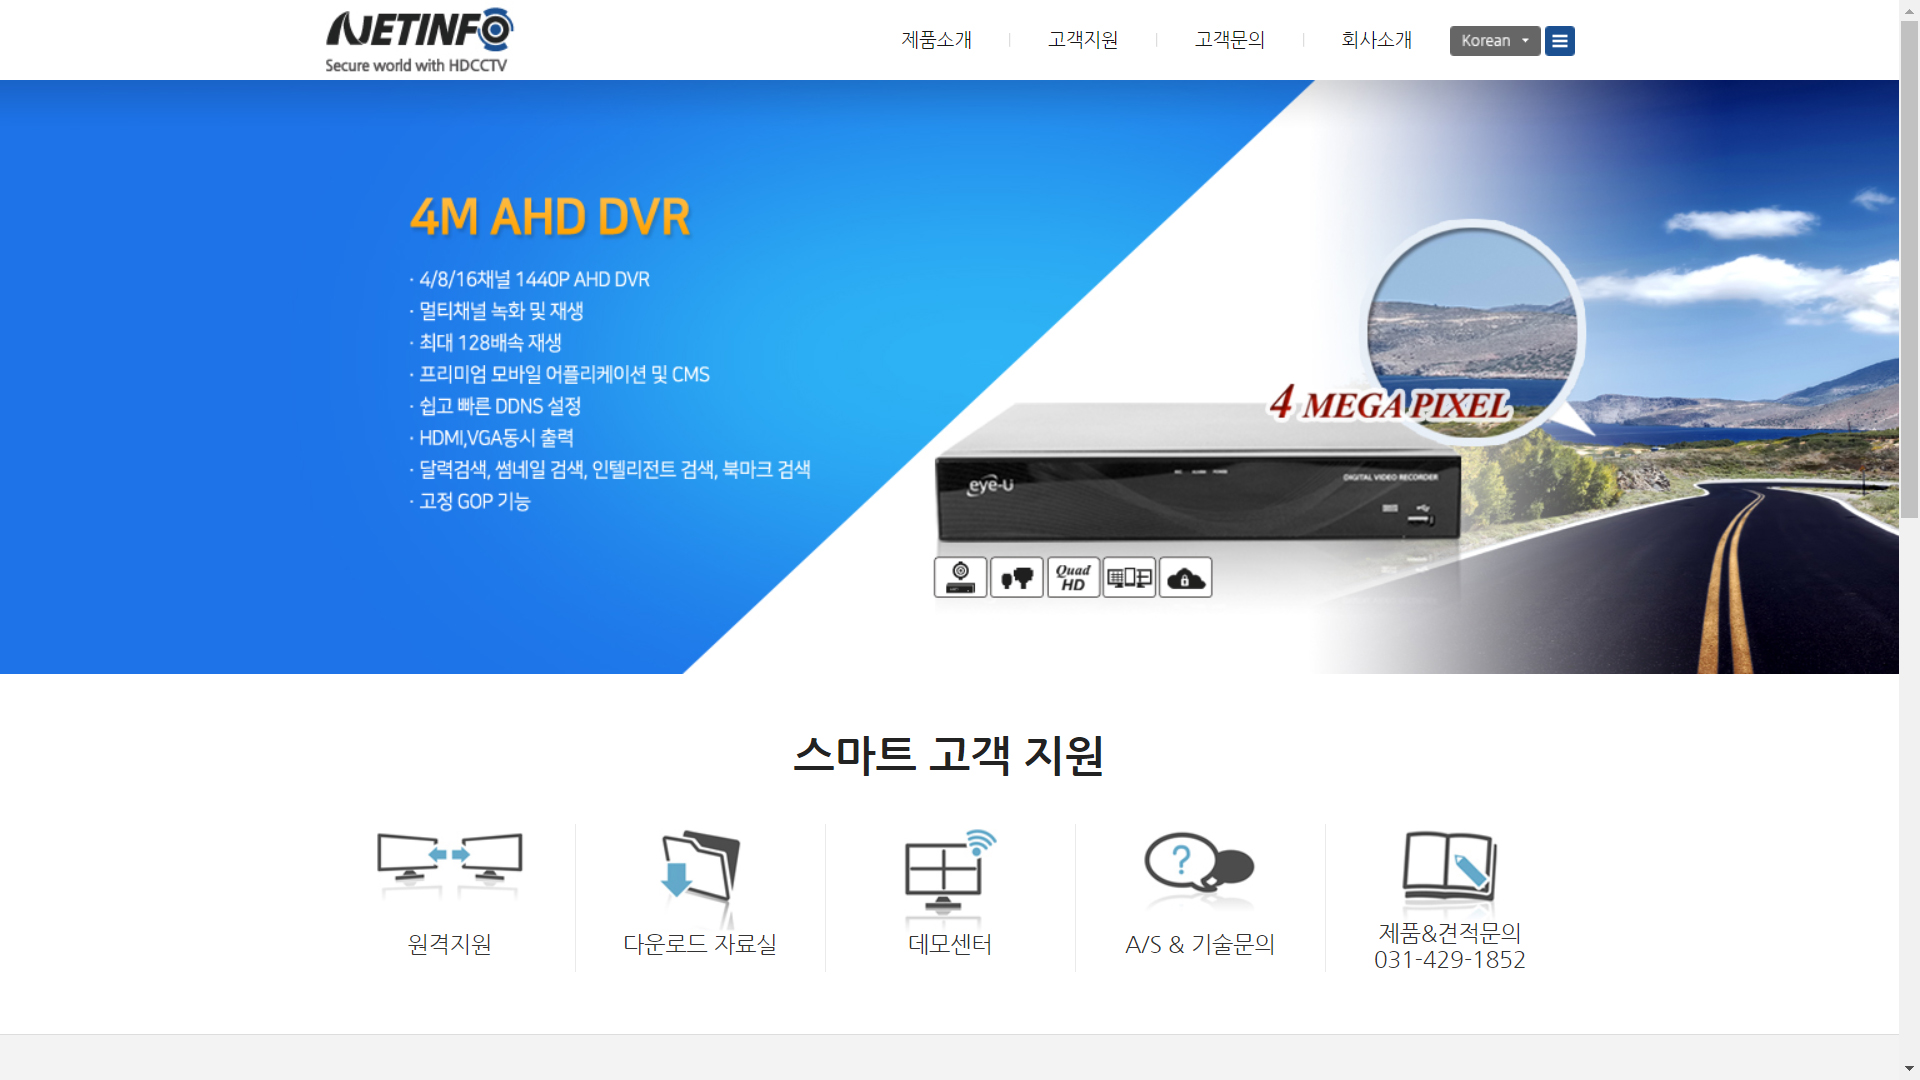 NETINFO
Secure world with HDCCTV
제품소개
고객지원
고객문의
회사소개
Korean
4M AHD DVR
· 4/8/16채널 1440P AHD DVR
· 멀티채널 녹화 및 재생
· 최대 128배속 재생
· 프리미엄 모바일 어플리케이션 및 CMS
· 쉽고 빠른 DDNS 설정
· HDMI,VGA동시 출력
· 달력검색, 썸네일 검색, 인텔리전트 검색, 북마크 검색
· 고정 GOP 기능
4 MEGA PIXEL
eye-U
DIGITAL VIDEO RECORDER
Quad
HD
스마트 고객 지원
원격지원
다운로드 자료실
데모센터
A/S & 기술문의
제품&견적문의
031-429-1852